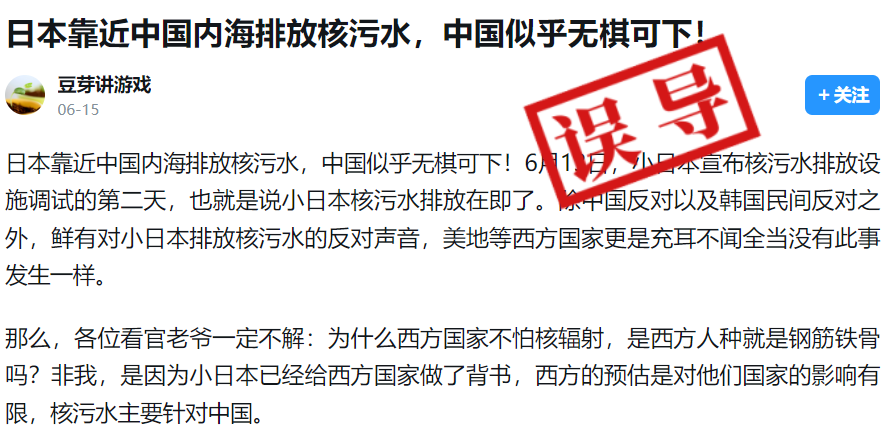 日本靠近中国内海排放核污水，中国似乎无棋可下！
豆芽讲游戏
06-15
+ 关注
误导
日本靠近中国内海排放核污水，中国似乎无棋可下！6月13日，小日本宣布核污水排放设
施调试的第二天，也就是说小日本核污水排放在即了。除中国反对以及韩国民间反对之
外，鲜有对小日本排放核污水的反对声音，美地等西方国家更是充耳不闻全当没有此事
发生一样。
那么，各位看官老爷一定不解：为什么西方国家不怕核辐射，是西方人种就是钢筋铁骨
吗？非我，是因为小日本已经给西方国家做了背书，西方的预估是对他们国家的影响有
限，核污水主要针对中国。